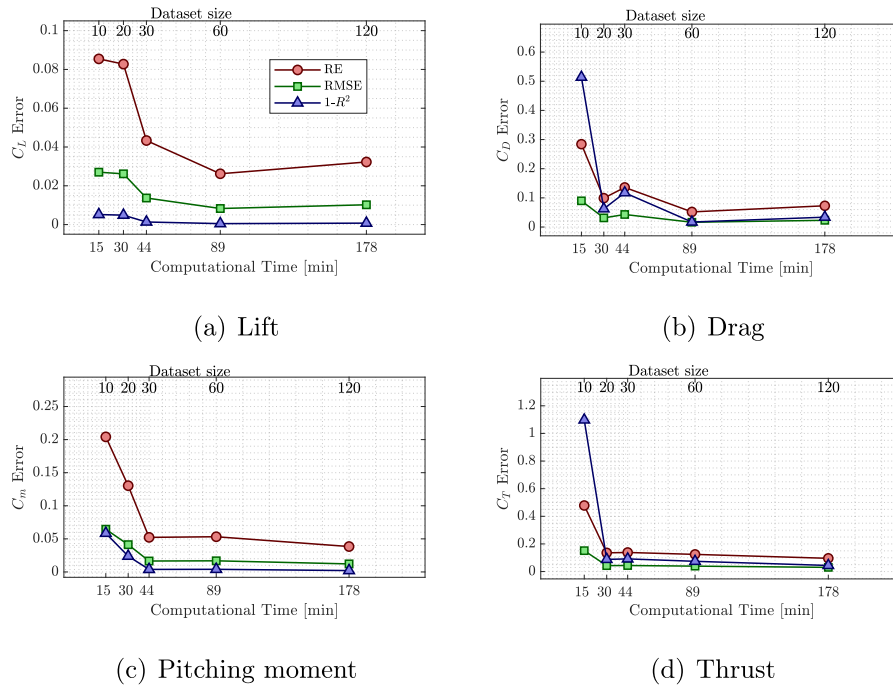 Dataset size
10 20 30 60 120
0.1
0.08
0.06
0.04
0.02
0
C_L Error
RE
RMSE
1-R²
15 30 44 89 178
Computational Time [min]
(a) Lift
Dataset size
10 20 30 60 120
0.6
0.5
0.4
0.3
0.2
0.1
0
C_D Error
15 30 44 89 178
Computational Time [min]
(b) Drag
Dataset size
10 20 30 60 120
0.25
0.2
0.15
0.1
0.05
0
C_m Error
15 30 44 89 178
Computational Time [min]
(c) Pitching moment
Dataset size
10 20 30 60 120
1.2
1
0.8
0.6
0.4
0.2
0
C_T Error
15 30 44 89 178
Computational Time [min]
(d) Thrust